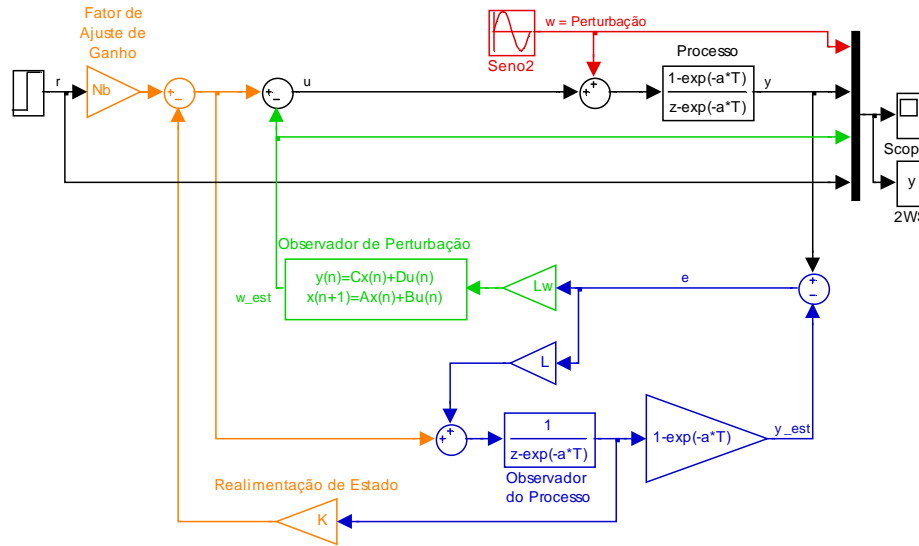 Fator de
Ajuste de
Ganho
r
Nb
u
w = Perturbação
Seno2
Processo
1-exp(-a*T)
z-exp(-a*T)
y
Scop
y
2WS
Observador de Perturbação
y(n)=Cx(n)+Du(n)
x(n+1)=Ax(n)+Bu(n)
w_est
Lw
e
L
1
z-exp(-a*T)
Observador
do Processo
1-exp(-a*T)
y_est
Realimentação de Estado
K